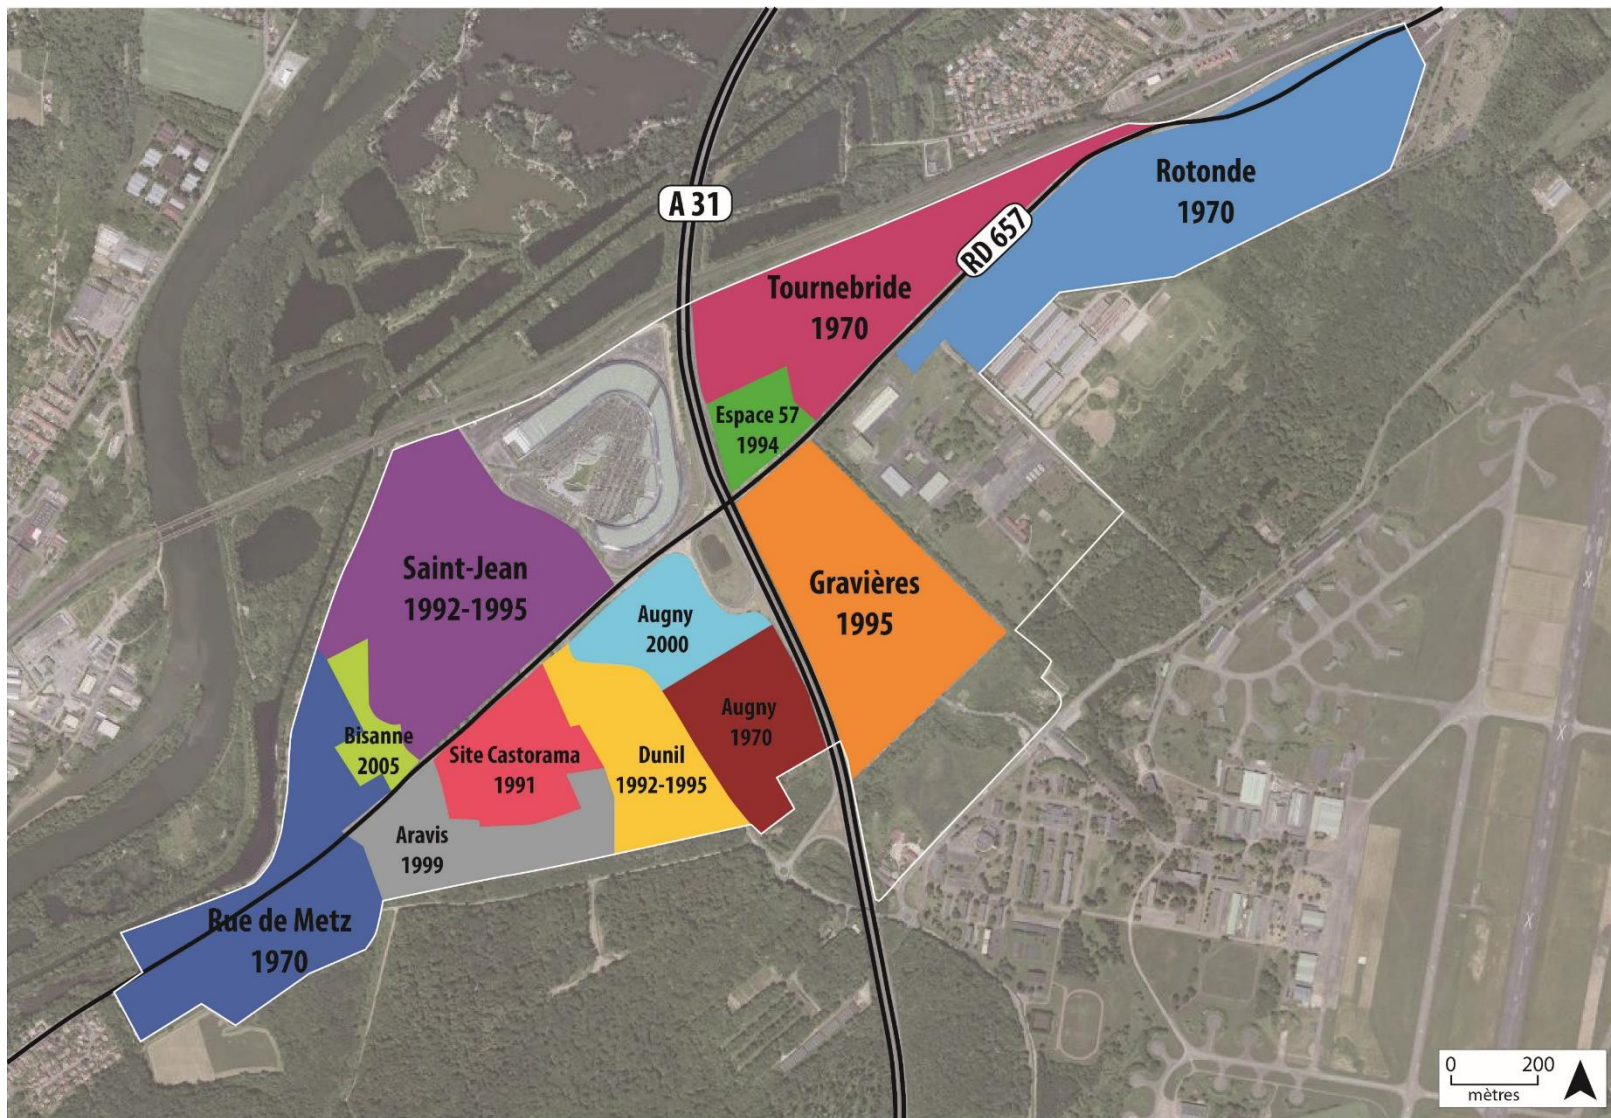 A 31
Rotonde
1970
RD 657
Tournebride
1970
Espace 57
1994
Saint-Jean
1992-1995
Gravières
1995
Augny
2000
Augny
1970
Bisanne
2005
Site Castorama
1991
Dunil
1992-1995
Aravis
1999
Rue de Metz
1970
0 200
mètres